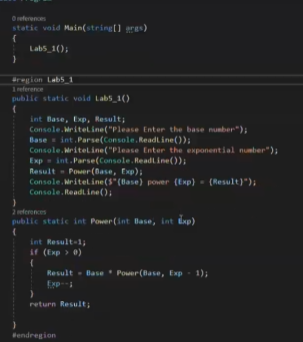 0 references
static void Main(string[] args)
{
Lab5_1();
}
#region Lab5_1
1 reference
public static void Lab5_1()
{
int Base, Exp, Result;
Console.WriteLine("Please Enter the base number");
Base = int.Parse(Console.ReadLine());
Console.WriteLine("Please Enter the exponential number");
Exp = int.Parse(Console.ReadLine());
Result = Power(Base, Exp);
Console.WriteLine($"{Base} power {Exp} = {Result}");
Console.ReadLine();
}
2 references
public static int Power(int Base, int Exp)
{
int Result=1;
if (Exp > 0)
{
Result = Base * Power(Base, Exp - 1);
Exp--;
}
return Result;
}
#endregion